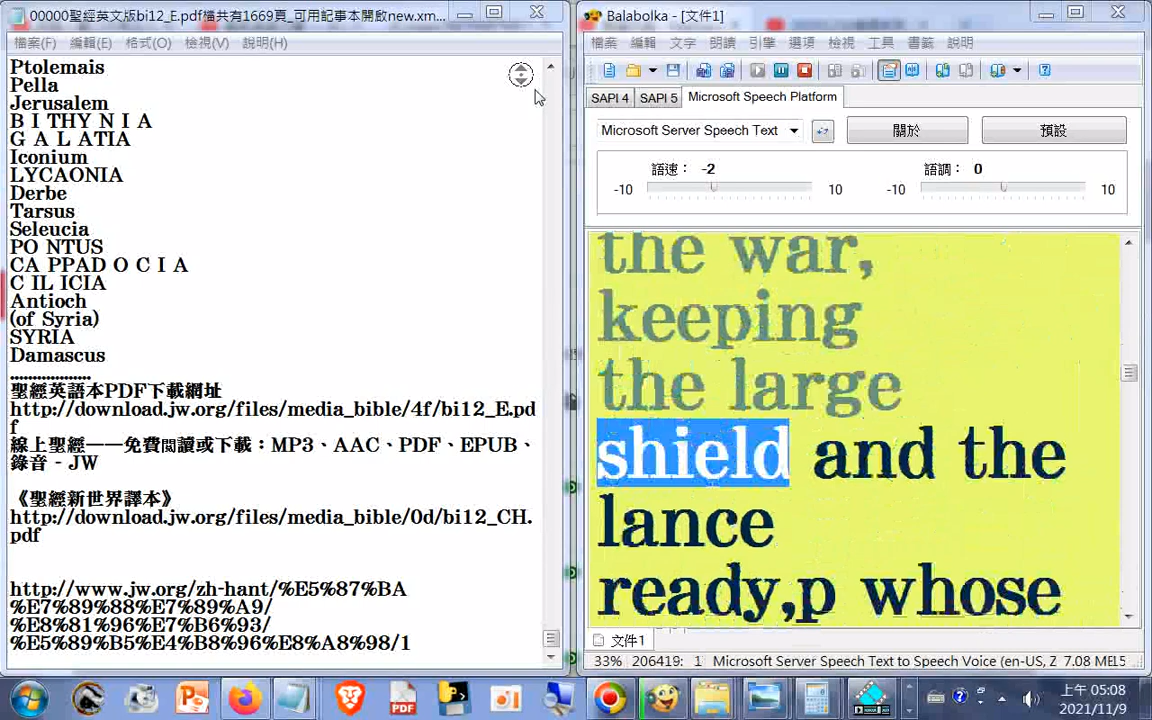 00000聖經英文版bi12_E.pdf檔共有1669頁_可用記事本開啟new.xm...
檔案(F) 編輯(E) 格式(O) 檢視(V) 說明(H)
Ptolemais
Pella
Jerusalem
B I THY N I A
G A L ATIA
Iconium
LYCAONIA
Derbe
Tarsus
Seleucia
PO NTUS
CA PPAD O C I A
C IL ICIA
Antioch
(of Syria)
SYRIA
Damascus
..................
聖經英語本PDF下載網址
http://download.jw.org/files/media_bible/4f/bi12_E.pd
f
線上聖經——免費閱讀或下載：MP3、AAC、PDF、EPUB、
錄音 - JW
《聖經新世界譯本》
http://download.jw.org/files/media_bible/0d/bi12_CH.
pdf
http://www.jw.org/zh-hant/%E5%87%BA
%E7%89%88%E7%89%A9/
%E8%81%96%E7%B6%93/
%E5%89%B5%E4%B8%96%E8%A8%98/1
Balabolka - [文件1]
檔案 編輯 文字 朗讀 引擎 選項 檢視 工具 書籤 說明
SAPI 4 SAPI 5 Microsoft Speech Platform
Microsoft Server Speech Text 關於 預設
語速： -2 語調： 0
-10 10 -10 10
the war,
keeping
the large
shield and the
lance
ready,p whose
文件1
33% 206419: 1 Microsoft Server Speech Text to Speech Voice (en-US, Z 7.08 ME
上午 05:08
2021/11/9